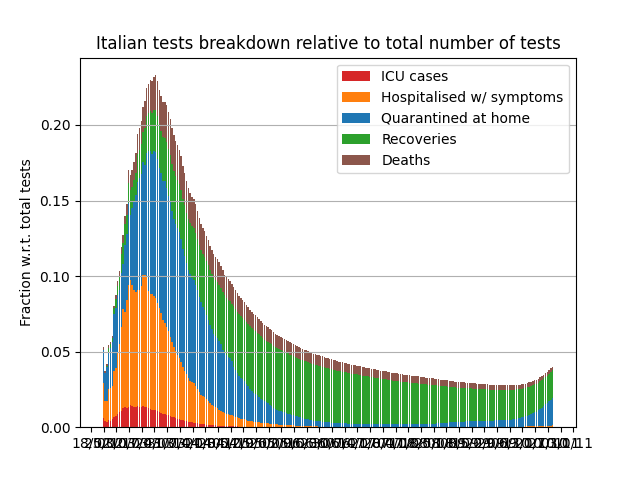 Italian tests breakdown relative to total number of tests
ICU cases
Hospitalised w/ symptoms
Quarantined at home
Recoveries
Deaths
0.20
0.15
0.10
0.05
0.00
Fraction w.r.t. total tests